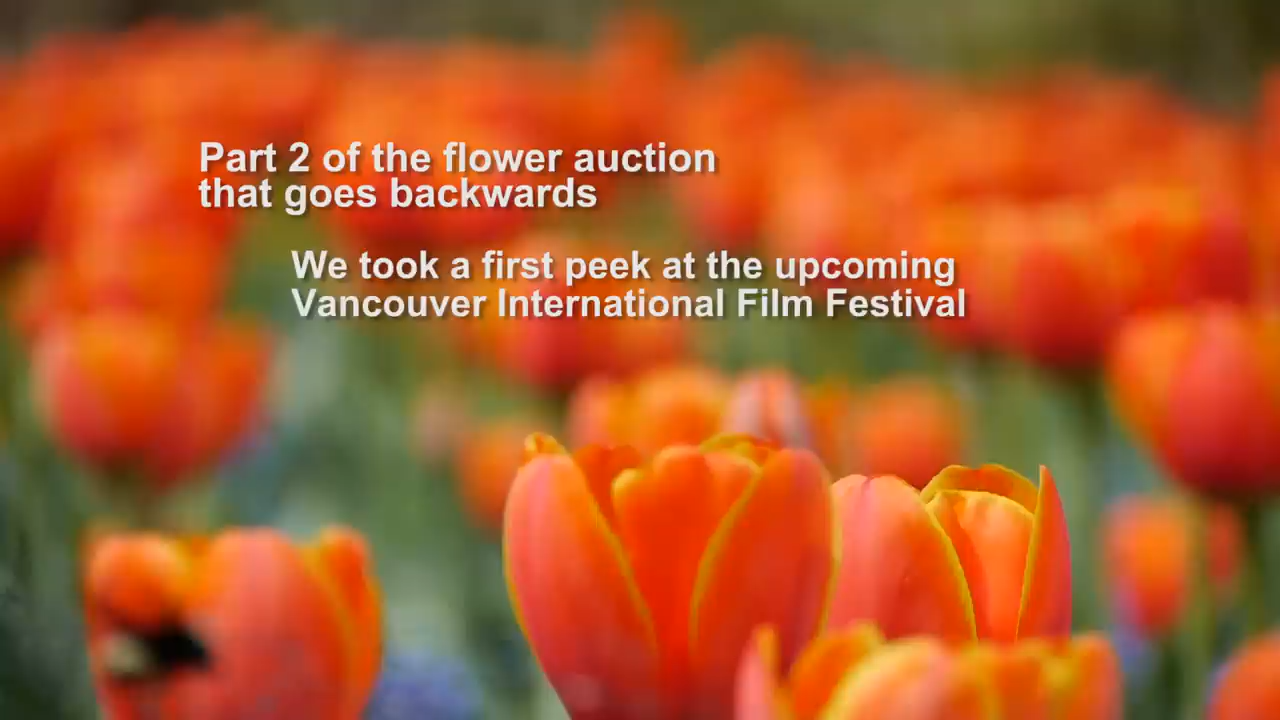 Part 2 of the flower auction
that goes backwards
We took a first peek at the upcoming
Vancouver International Film Festival